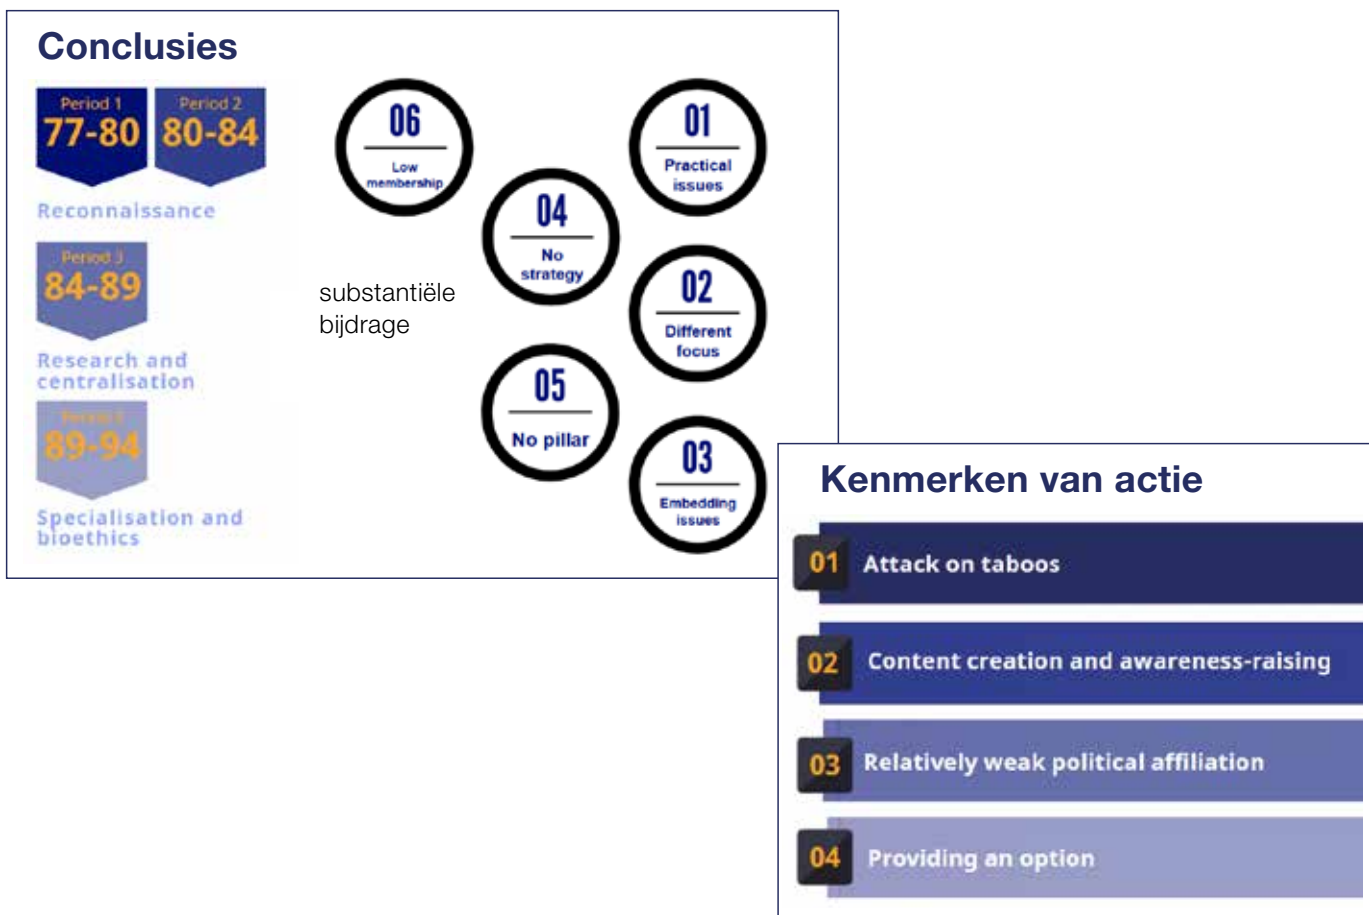 Conclusies
Period 1
77-80
Period 2
80-84
Reconnaissance
Period 3
84-89
Research and
centralisation
Period 4
89-94
Specialisation and
bioethics
substantiële
bijdrage
06
Low
membership
04
No
strategy
05
No pillar
01
Practical
issues
02
Different
focus
03
Embedding
issues
Kenmerken van actie
01
Attack on taboos
02
Content creation and awareness-raising
03
Relatively weak political affiliation
04
Providing an option